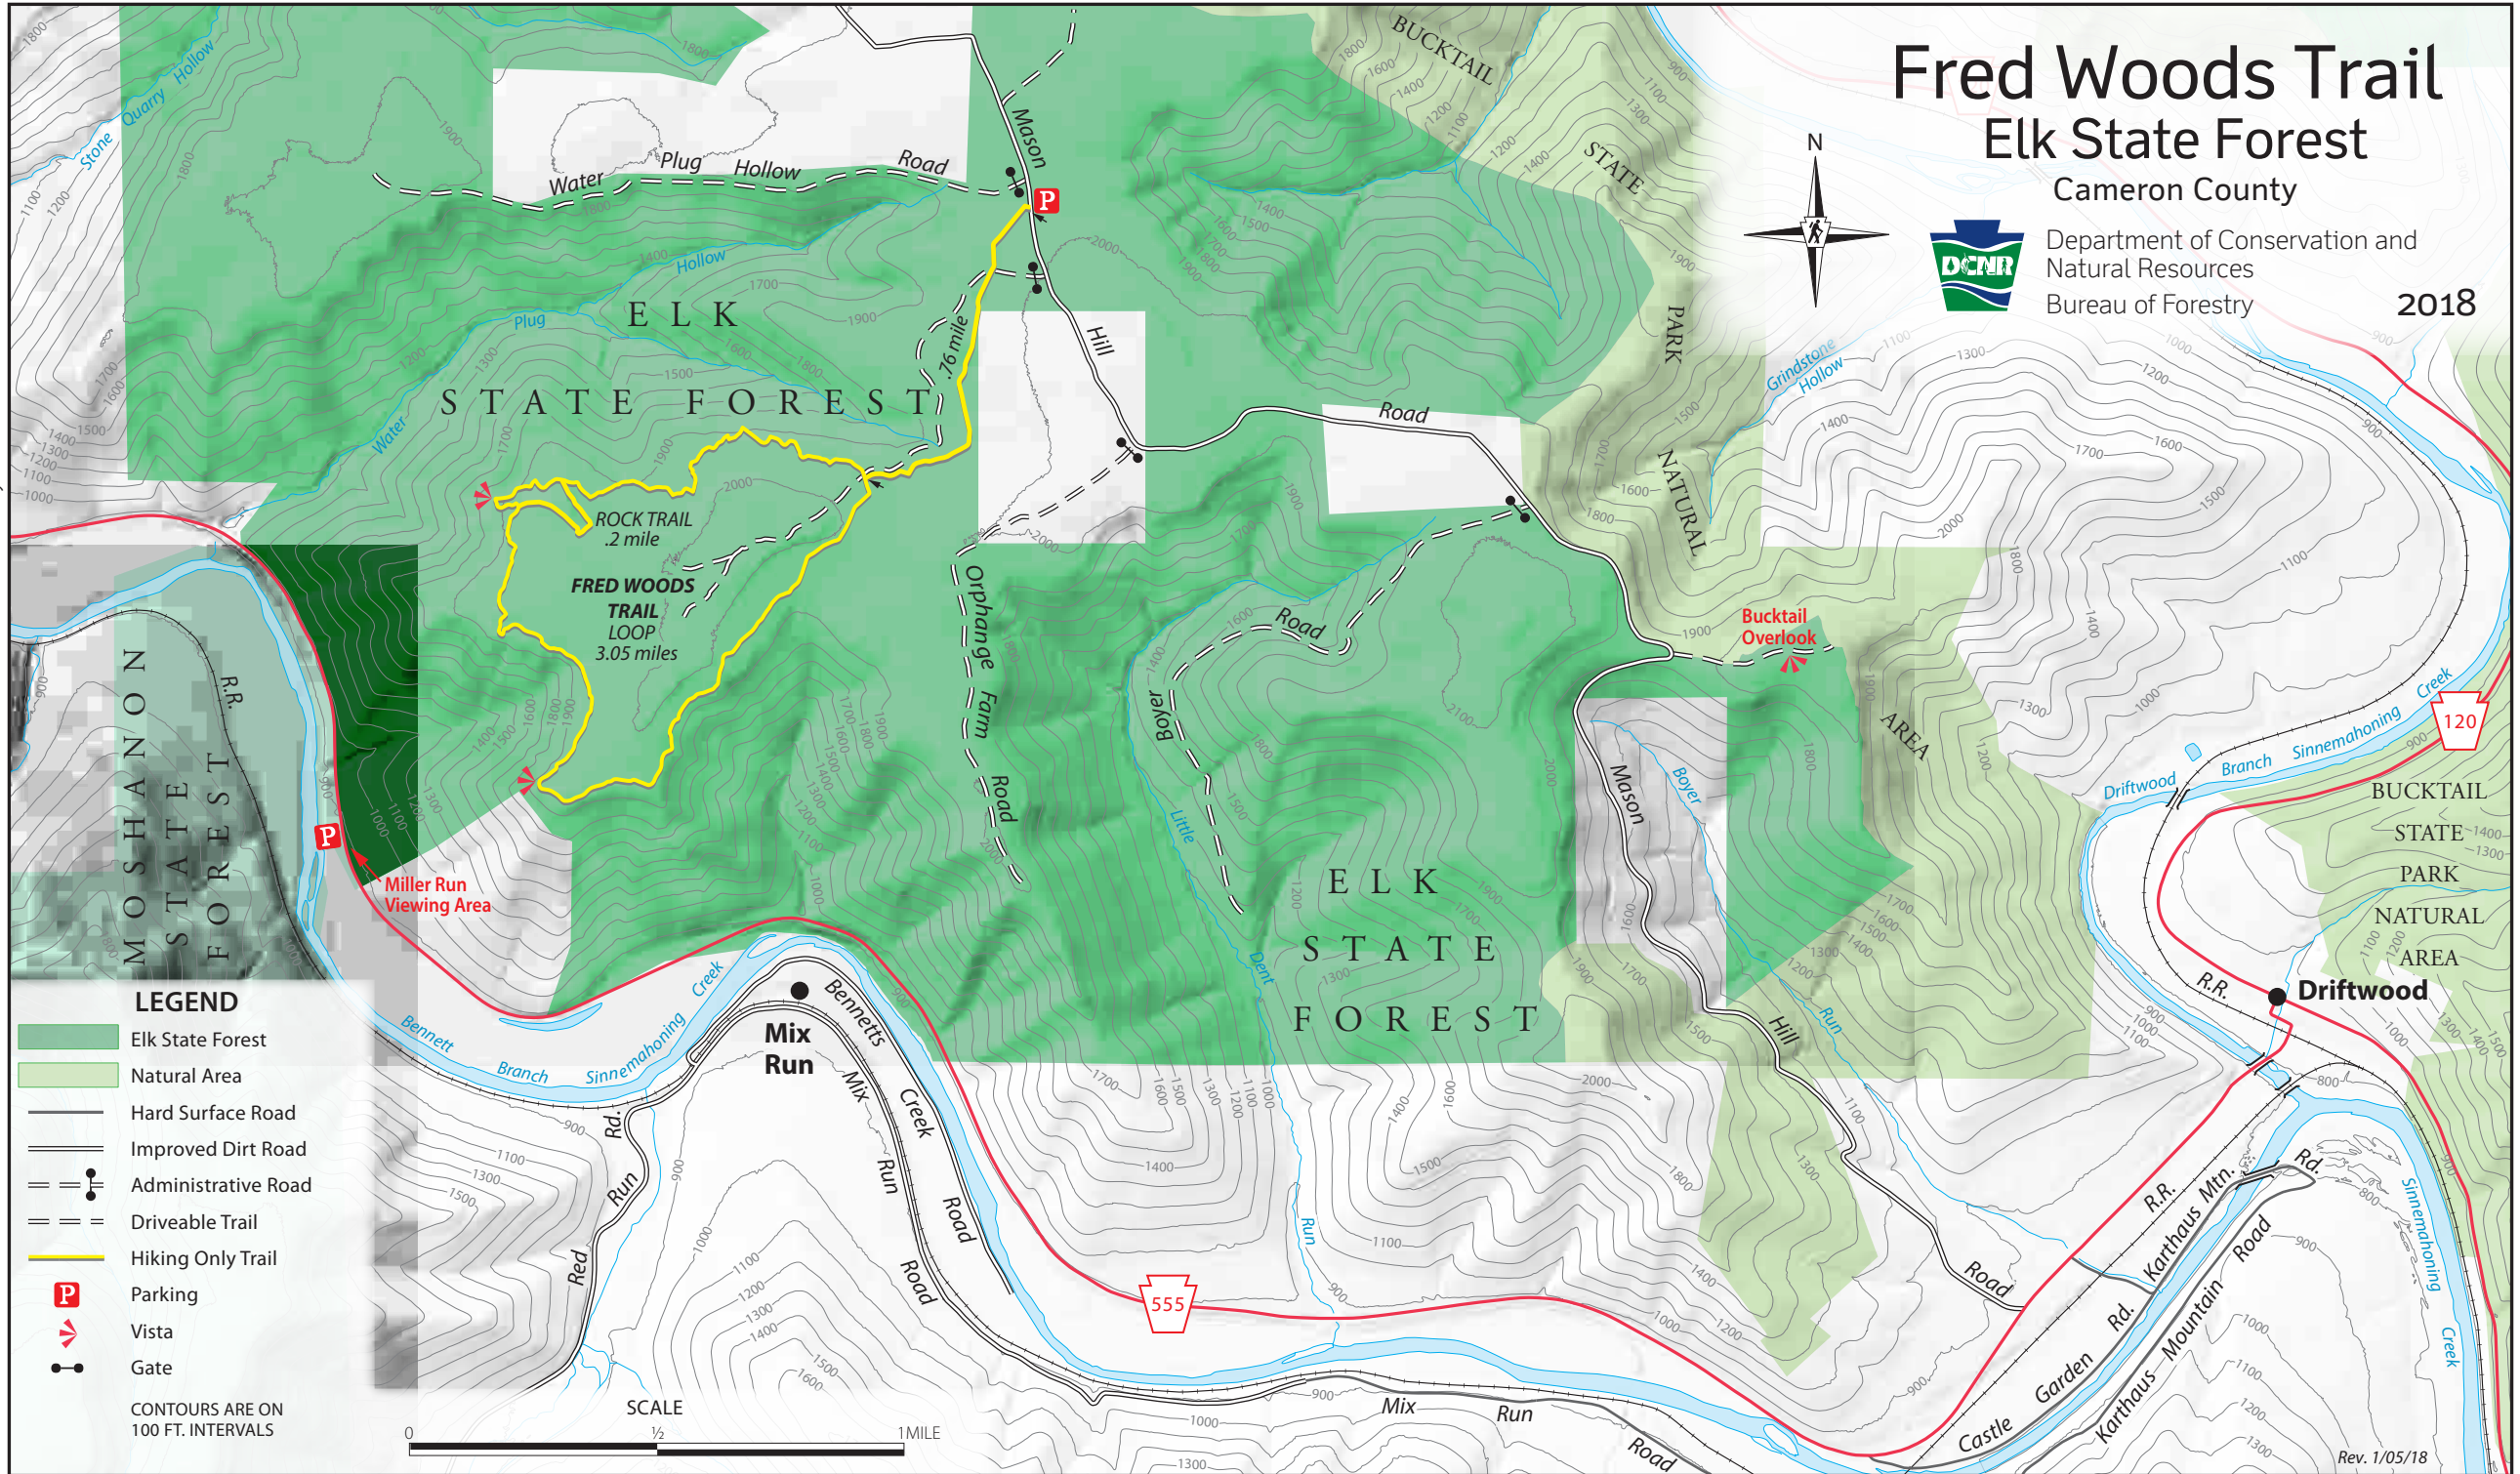 Fred Woods Trail
Elk State Forest
Cameron County
DCNR
Department of Conservation and
Natural Resources
Bureau of Forestry
2018
N
Stone Quarry Hollow
Water Plug Hollow Road
Mason
P
Water Plug Hollow
ELK
STATE FOREST
.76 mile
Hill
Road
ROCK TRAIL
.2 mile
FRED WOODS
TRAIL
LOOP
3.05 miles
Orphange Farm Road
Boyer Road
Little Dent Run
BUCKTAIL
STATE
PARK
NATURAL
AREA
Grindstone
Hollow
Bucktail
Overlook
Mason Hill Road
Boyer Run
ELK
STATE
FOREST
MOSHANNON
STATE
FOREST
R.R.
P
Miller Run
Viewing Area
Bennett Branch Sinnemahoning Creek
Mix
Run
Bennetts Creek Road
Mix Run Road
Red Run Rd.
555
120
Driftwood Branch Sinnemahoning Creek
BUCKTAIL
STATE
PARK
NATURAL
AREA
R.R.
Driftwood
R.R.
Karthaus Mtn. Rd.
Castle Garden Rd.
Karthaus Mountain Road
Sinnemahoning Creek
Mix Run Road
LEGEND
Elk State Forest
Natural Area
Hard Surface Road
Improved Dirt Road
Administrative Road
Driveable Trail
Hiking Only Trail
P Parking
Vista
Gate
CONTOURS ARE ON
100 FT. INTERVALS
SCALE
0 ½ 1 MILE
Rev. 1/05/18